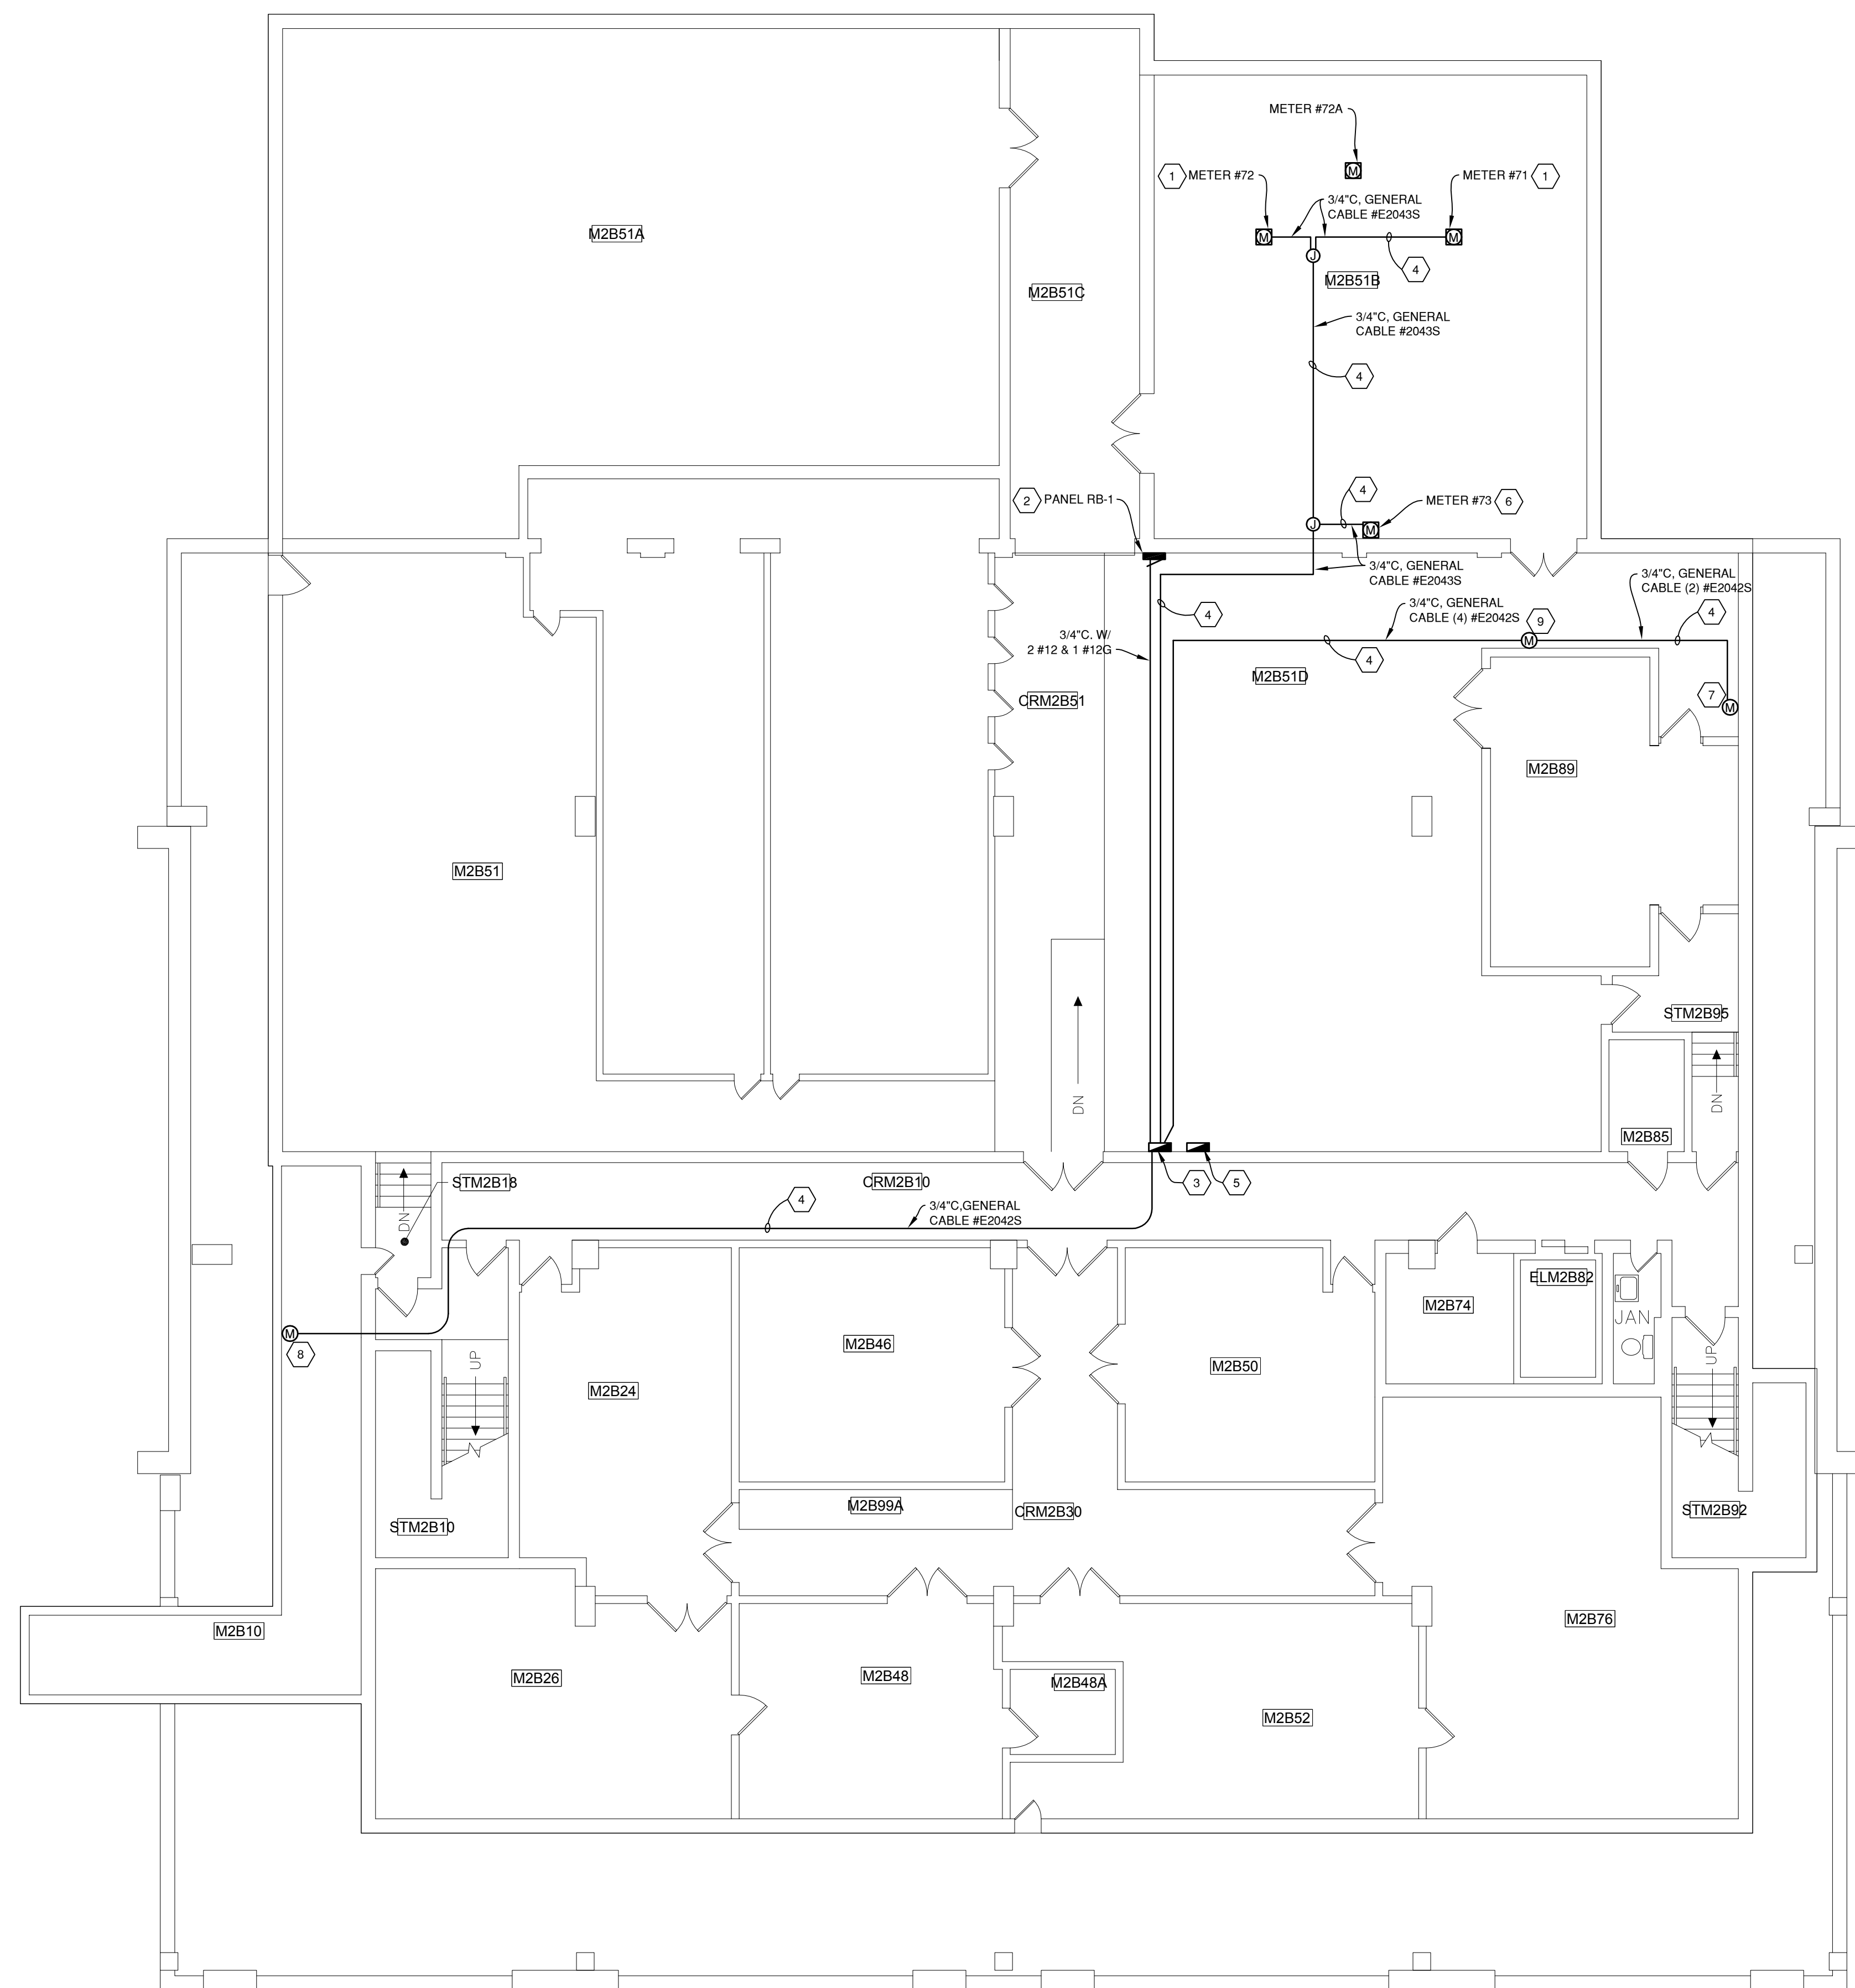 METER #72A
1
METER #72
METER #71
1
M
3/4"C, GENERAL
CABLE #E2043S
M2B51A
M
M
J
4
M2B51B
M2B51C
3/4"C, GENERAL
CABLE #2043S
4
4
2
PANEL RB-1
METER #73
6
J
M
3/4"C, GENERAL
CABLE #E2043S
3/4"C, GENERAL
CABLE (2) #E2042S
3/4"C, GENERAL
CABLE (4) #E2042S
4
4
9
3/4"C, W/
2 #12 & 1 #12G
M
4
M2B51D
CRM2B51
7
M
M2B89
M2B51
STM2B95
DN
DN
M2B85
STM2B18
CRM2B10
3
5
4
3/4"C,GENERAL
CABLE #E2042S
DN
ELM2B82
M2B74
JAN
M
8
M2B46
UP
M2B50
UP
M2B24
M2B99A
CRM2B30
STM2B92
STM2B10
M2B10
M2B76
M2B26
M2B48
M2B48A
M2B52